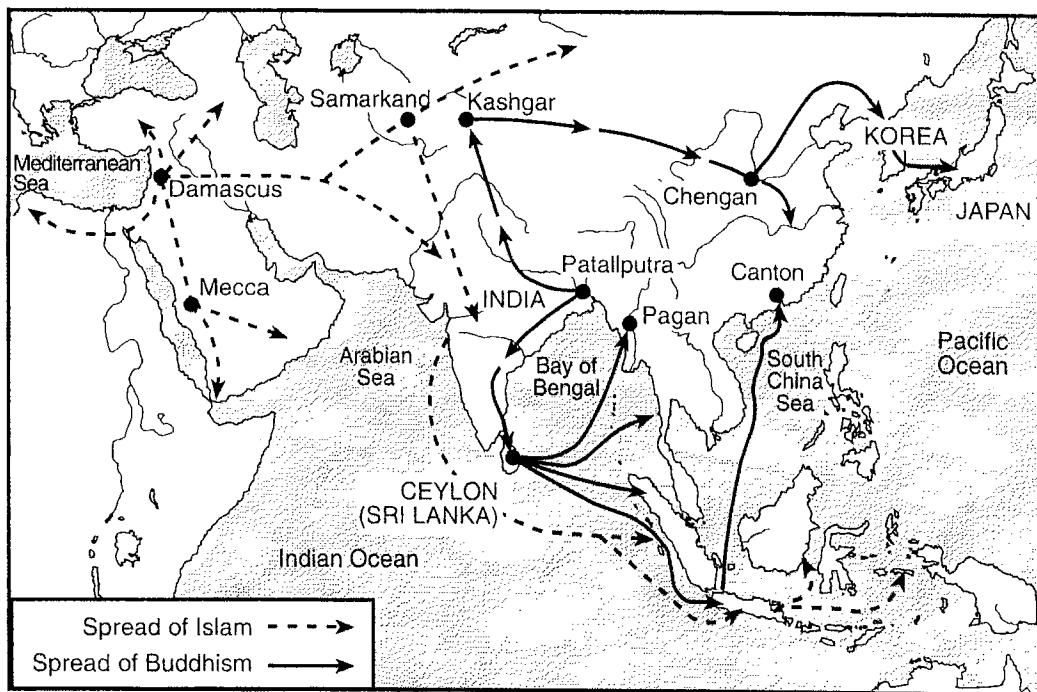 Samarkand
Kashgar
KOREA
Mediterranean
Sea
Damascus
Chengan
JAPAN
Mecca
Patallputra
INDIA
Canton
Pagan
Arabian
Sea
Bay of
Bengal
South
China
Sea
Pacific
Ocean
CEYLON
(SRI LANKA)
Indian Ocean
Spread of Islam
Spread of Buddhism